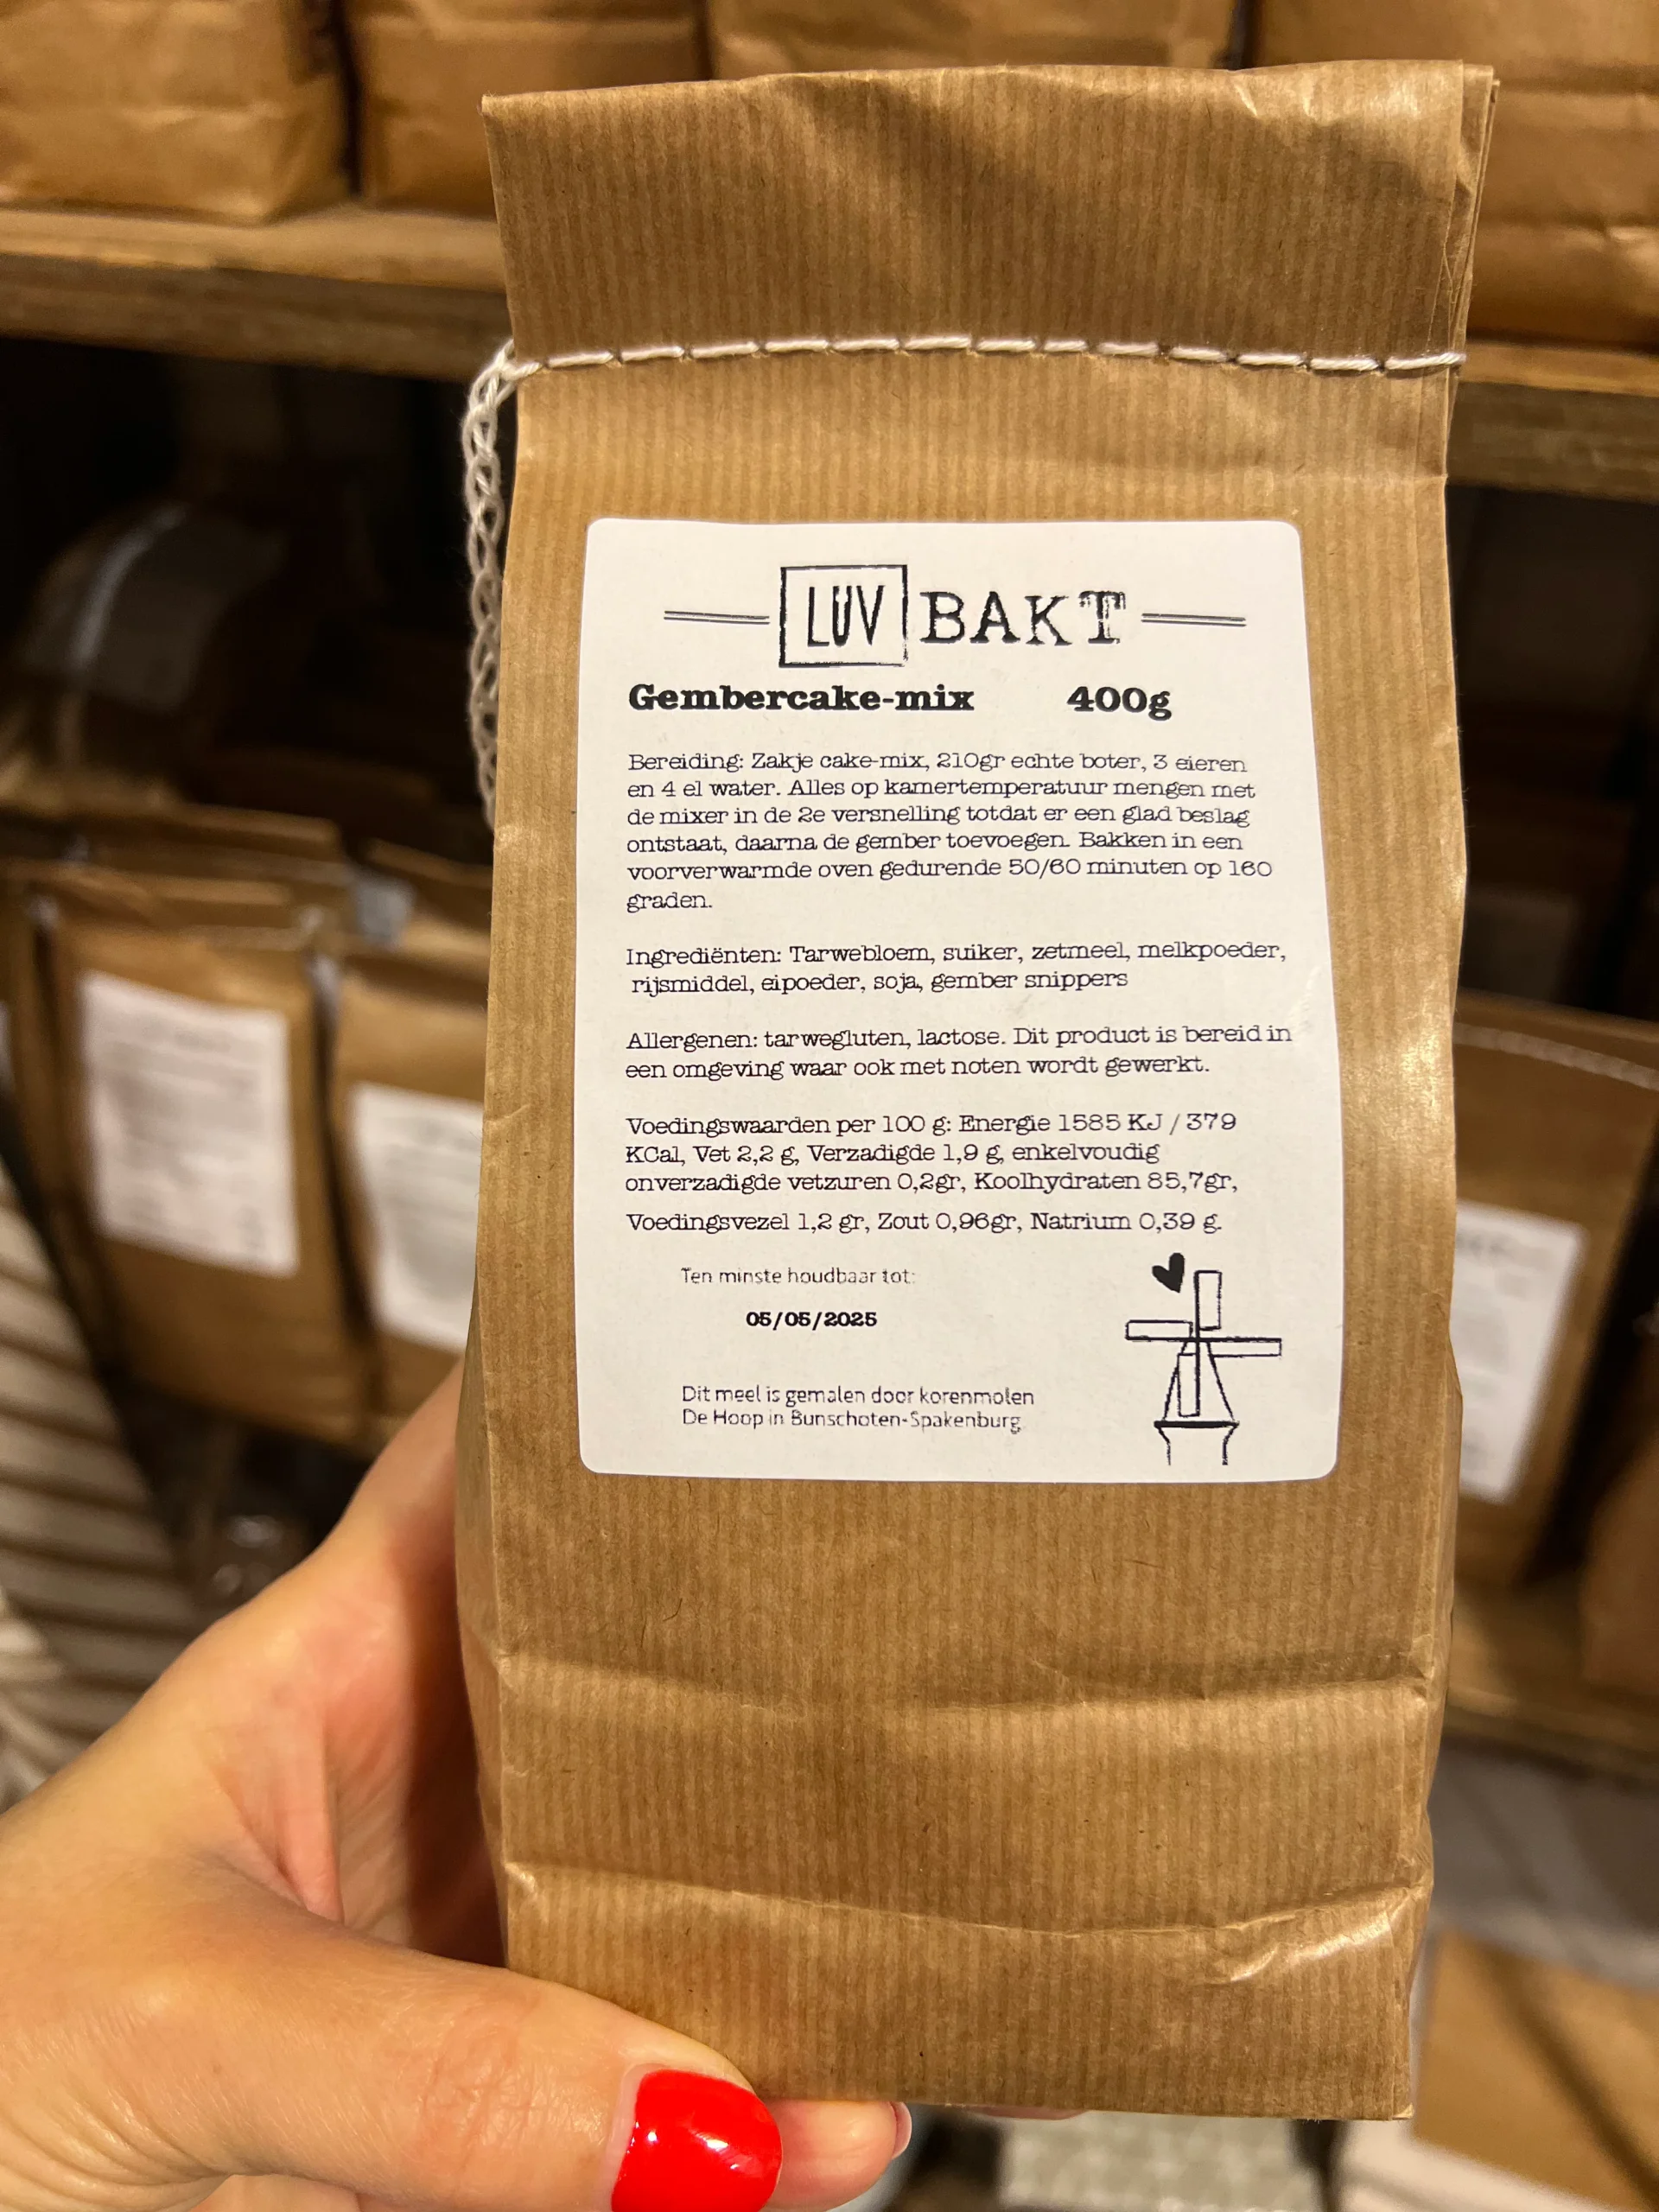 LUV BAKT
Gembercake-mix 400g
Bereiding: Zakje cake-mix, 210gr echte boter, 3 eieren
en 4 el water. Alles op kamertemperatuur mengen met
de mixer in de 2e versnelling totdat er een glad beslag
ontstaat, daarna de gember toevoegen. Bakken in een
voorverwarmde oven gedurende 50/60 minuten op 160
graden.
Ingrediënten: Tarwebloem, suiker, zetmeel, melkpoeder,
rijsmiddel, eipoeder, soja, gember snippers
Allergenen: tarwegluten, lactose. Dit product is bereid in
een omgeving waar ook met noten wordt gewerkt.
Voedingswaarden per 100 g: Energie 1585 KJ / 379
KCal, Vet 2,2 g, Verzadigde 1,9 g, enkelvoudig
onverzadigde vetzuren 0,2gr, Koolhydraten 85,7gr,
Voedingsvezel 1,2 gr, Zout 0,96gr, Natrium 0,39 g.
Ten minste houdbaar tot:
05/05/2025
Dit meel is gemalen door korenmolen
De Hoop in Bunschoten-Spakenburg